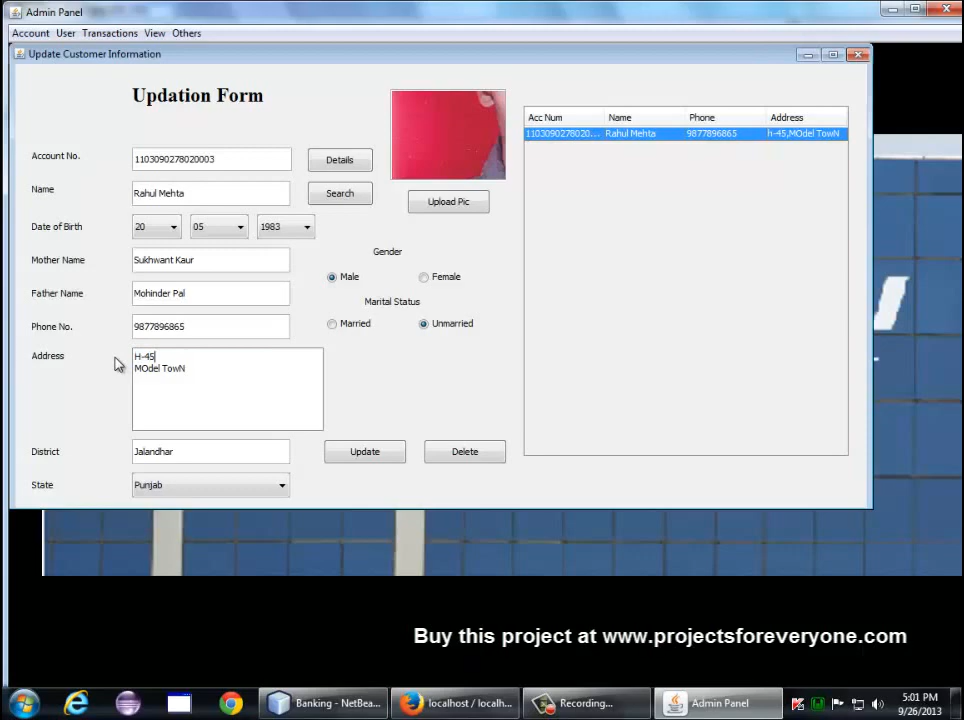 Admin Panel
Account User Transactions View Others
Update Customer Information
Updation Form
Account No. 1103090278020003 Details
Name Rahul Mehta Search
Date of Birth 20 05 1983
Mother Name Sukhwant Kaur
Father Name Mohinder Pal
Phone No. 9877896865
Address H-45
MOdel TowN
District Jalandhar
State Punjab
Upload Pic
Gender
Male Female
Marital Status
Married Unmarried
Update Delete
Acc Num Name Phone Address
1103090278020... Rahul Mehta 9877896865 h-45,MOdel TowN
Buy this project at www.projectsforeveryone.com
Banking - NetBea... localhost / localh... Recording... Admin Panel
5:01 PM
9/26/2013